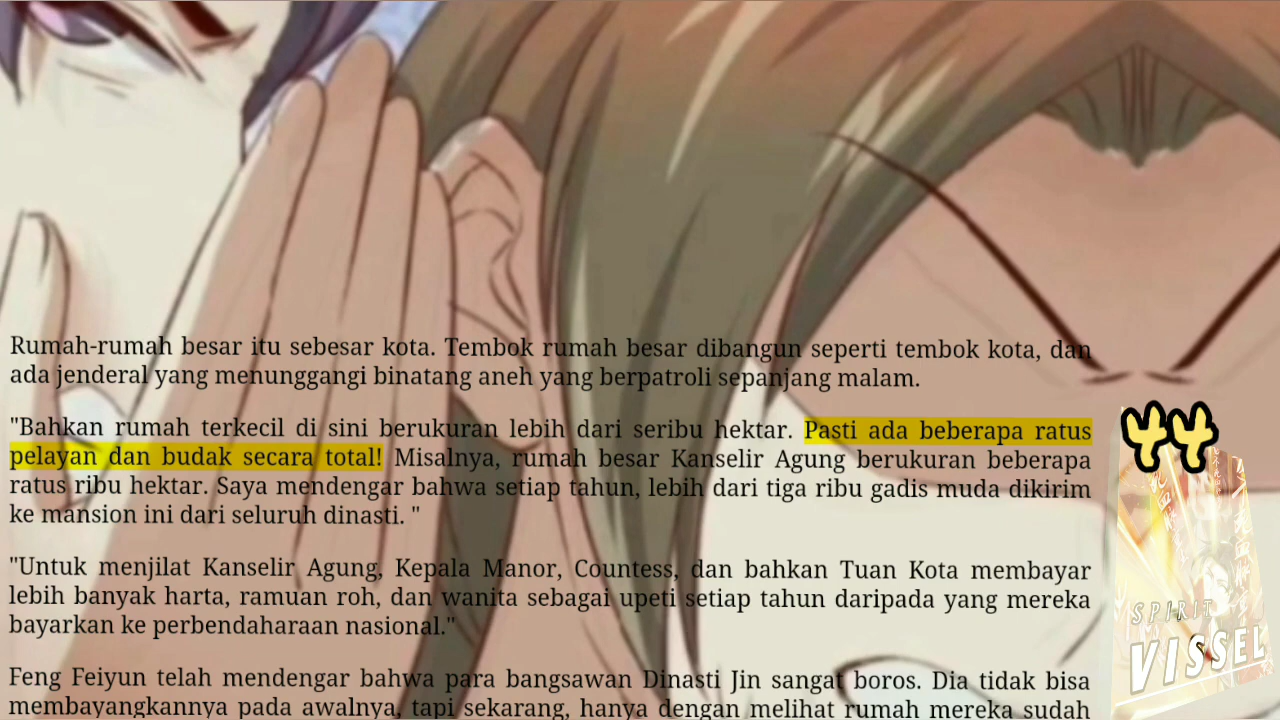 Rumah-rumah besar itu sebesar kota. Tembok rumah besar dibangun seperti tembok kota, dan
ada jenderal yang menunggangi binatang aneh yang berpatroli sepanjang malam.
"Bahkan rumah terkecil di sini berukuran lebih dari seribu hektar. Pasti ada beberapa ratus
pelayan dan budak secara total! Misalnya, rumah besar Kanselir Agung berukuran beberapa
ratus ribu hektar. Saya mendengar bahwa setiap tahun, lebih dari tiga ribu gadis muda dikirim
ke mansion ini dari seluruh dinasti. "
"Untuk menjilat Kanselir Agung, Kepala Manor, Countess, dan bahkan Tuan Kota membayar
lebih banyak harta, ramuan roh, dan wanita sebagai upeti setiap tahun daripada yang mereka
bayarkan ke perbendaharaan nasional."
Feng Feiyun telah mendengar bahwa para bangsawan Dinasti Jin sangat boros. Dia tidak bisa
membayangkannya pada awalnya, tapi sekarang, hanya dengan melihat rumah mereka sudah
44
SPIRIT
VISSEL